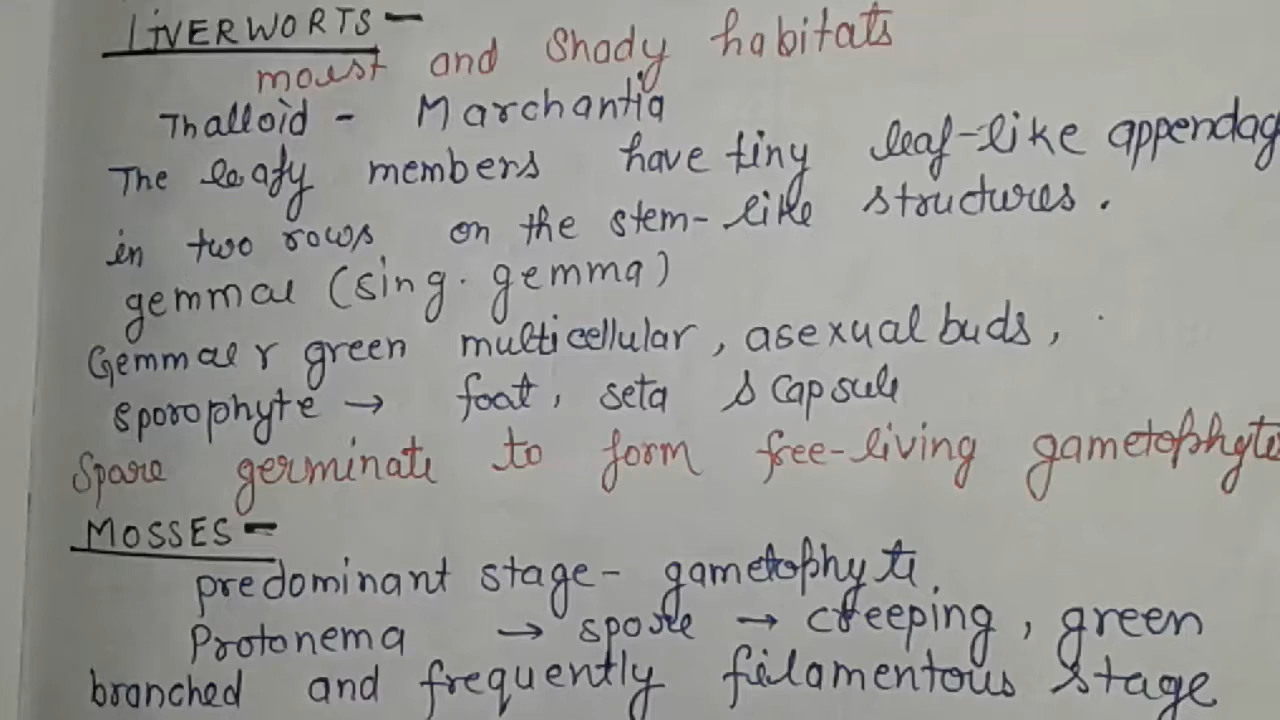 LIVERWORTS -
moist and Shady habitats
Thalloid - Marchantia
The leafy members have tiny leaf-like appendag
in two rows on the stem-like structures.
gemmae (sing. gemma)
Gemmae r green multicellular, asexual buds,
sporophyte → foot, seta & capsule
Spore germinate to form free-living gametophyte
MOSSES -
predominant stage - gametophyte.
Protonema → spore → creeping, green
branched and frequently filamentous stage